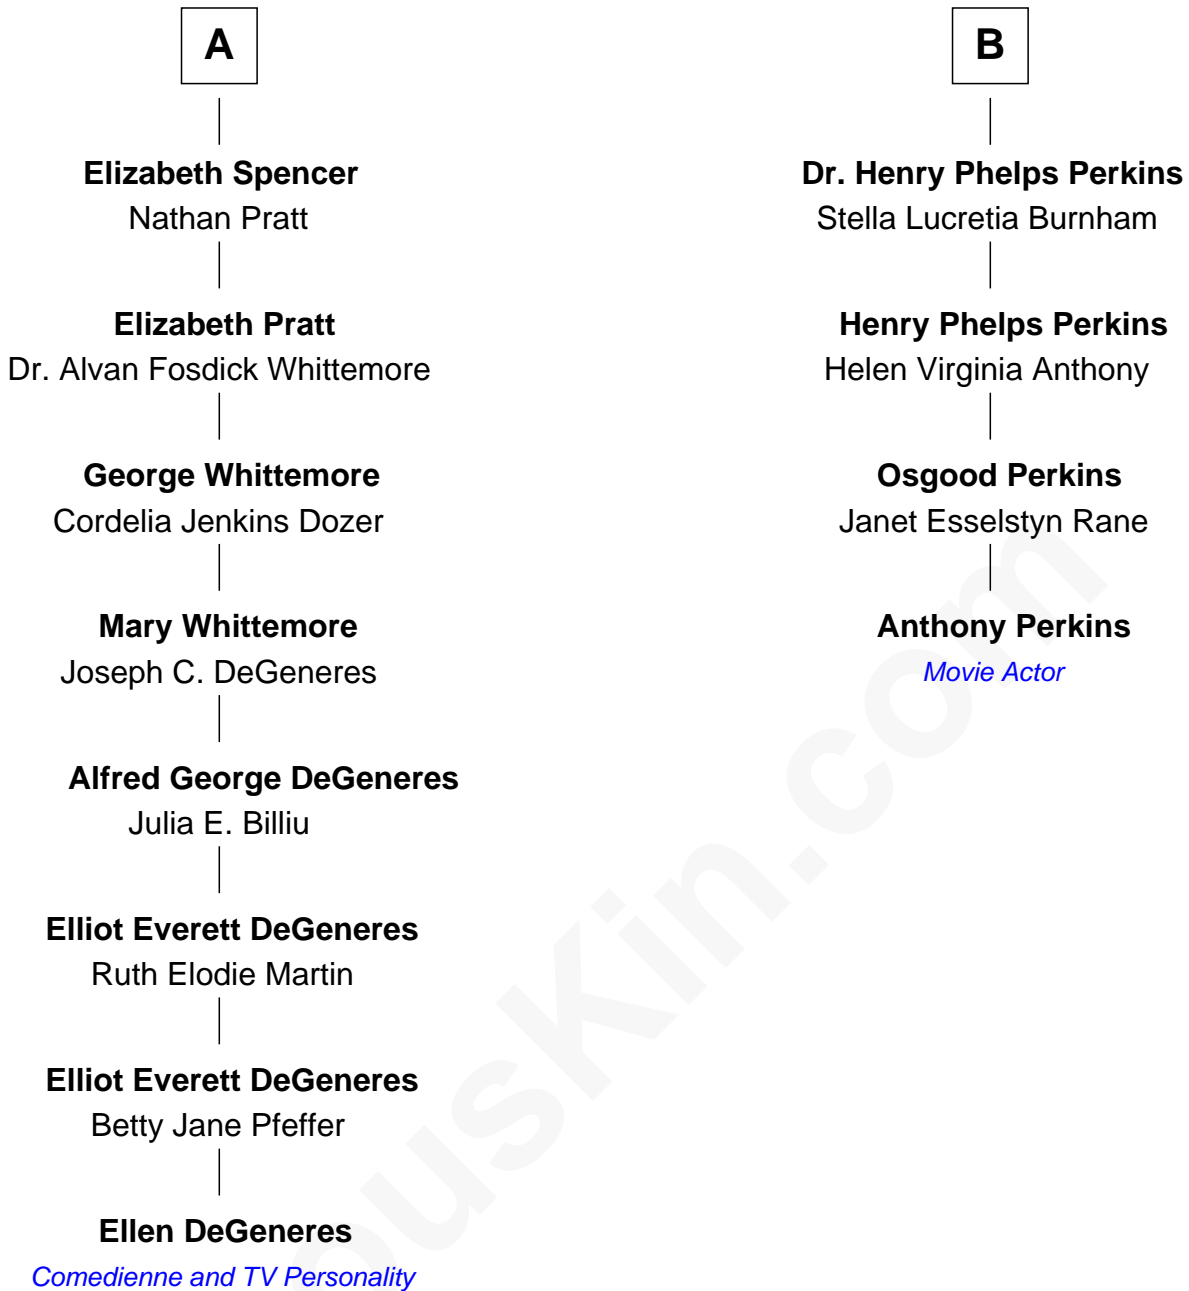 A
Elizabeth Spencer
Nathan Pratt
Elizabeth Pratt
Dr. Alvan Fosdick Whittemore
George Whittemore
Cordelia Jenkins Dozer
Mary Whittemore
Joseph C. DeGeneres
Alfred George DeGeneres
Julia E. Billiu
Elliot Everett DeGeneres
Ruth Elodie Martin
Elliot Everett DeGeneres
Betty Jane Pfeffer
Ellen DeGeneres
Comedienne and TV Personality
B
Dr. Henry Phelps Perkins
Stella Lucretia Burnham
Henry Phelps Perkins
Helen Virginia Anthony
Osgood Perkins
Janet Esselstyn Rane
Anthony Perkins
Movie Actor
ousKin.com